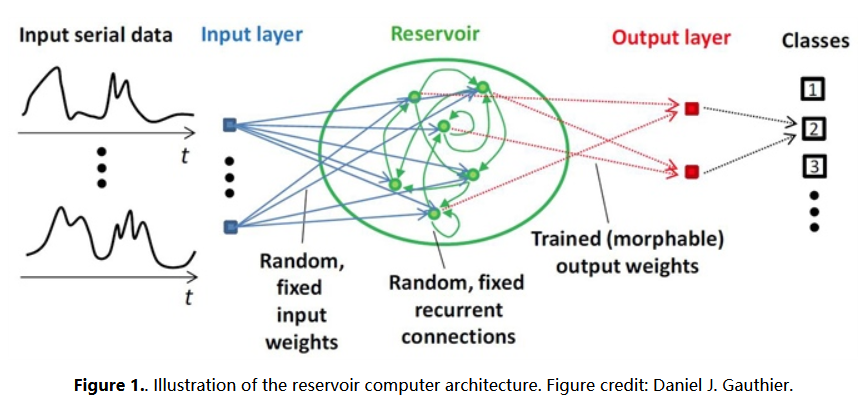 Input serial data
Input layer
Reservoir
Output layer
Classes
1
2
3
t
t
Random,
fixed
input
weights
Random, fixed
recurrent
connections
Trained (morphable)
output weights
Figure 1.. Illustration of the reservoir computer architecture. Figure credit: Daniel J. Gauthier.